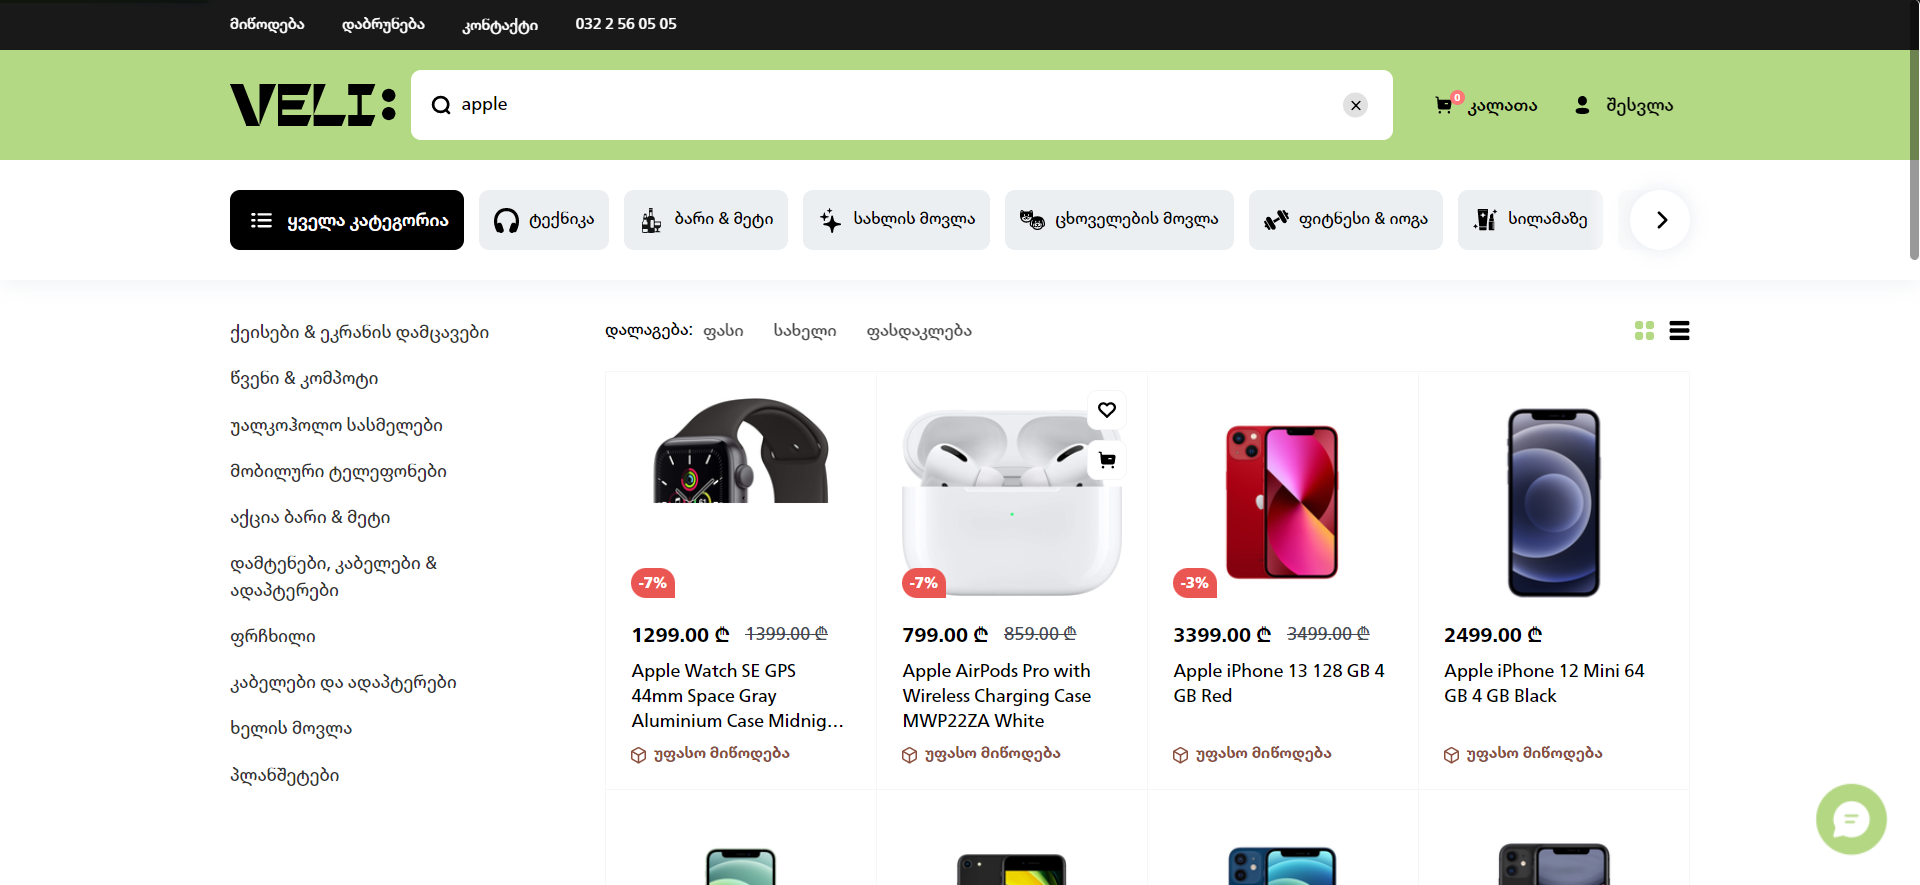 მიწოდება
დაბრუნება
კონტაქტი
032 2 56 05 05
VELI:
apple
0
კალათა
შესვლა
ყველა კატეგორია
ტექნიკა
ბარი & მეტი
სახლის მოვლა
ცხოველების მოვლა
ფიტნესი & იოგა
სილამაზე
ქეისები & ეკრანის დამცავები
წვენი & კომპოტი
უალკოჰოლო სასმელები
მობილური ტელეფონები
აქცია ბარი & მეტი
დამტენები, კაბელები &
ადაპტერები
ფრჩხილი
კაბელები და ადაპტერები
ხელის მოვლა
პლანშეტები
დალაგება: ფასი სახელი ფასდაკლება
-7%
1299.00 ₾ 1399.00 ₾
Apple Watch SE GPS
44mm Space Gray
Aluminium Case Midnig...
უფასო მიწოდება
-7%
799.00 ₾ 859.00 ₾
Apple AirPods Pro with
Wireless Charging Case
MWP22ZA White
უფასო მიწოდება
-3%
3399.00 ₾ 3499.00 ₾
Apple iPhone 13 128 GB 4
GB Red
უფასო მიწოდება
2499.00 ₾
Apple iPhone 12 Mini 64
GB 4 GB Black
უფასო მიწოდება